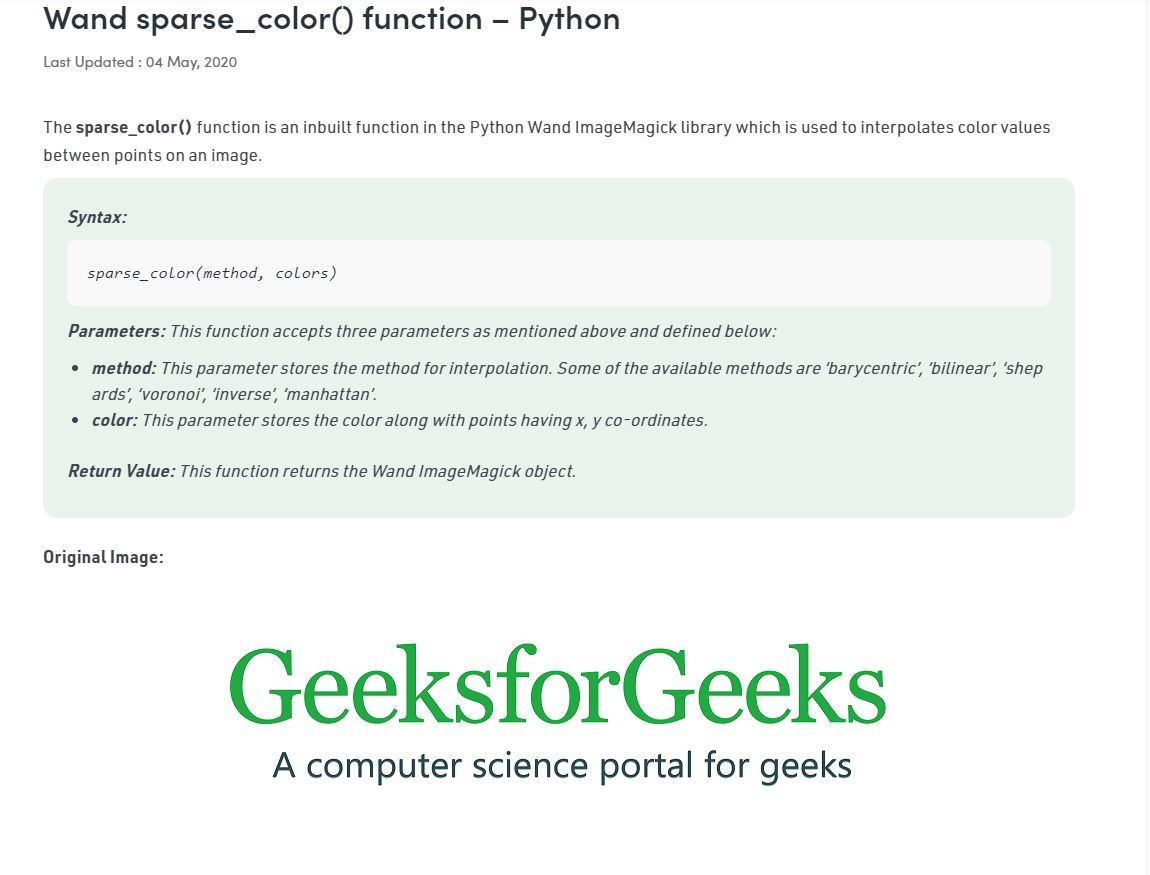 Wand sparse_color() function – Python
Last Updated : 04 May, 2020
The sparse_color() function is an inbuilt function in the Python Wand ImageMagick library which is used to interpolates color values
between points on an image.
Syntax:
sparse_color(method, colors)
Parameters: This function accepts three parameters as mentioned above and defined below:
• method: This parameter stores the method for interpolation. Some of the available methods are ‘barycentric’, ‘bilinear’, ‘shep
ards’, ‘voronoi’, ‘inverse’, ‘manhattan’.
• color: This parameter stores the color along with points having x, y co-ordinates.
Return Value: This function returns the Wand ImageMagick object.
Original Image:
GeeksforGeeks
A computer science portal for geeks